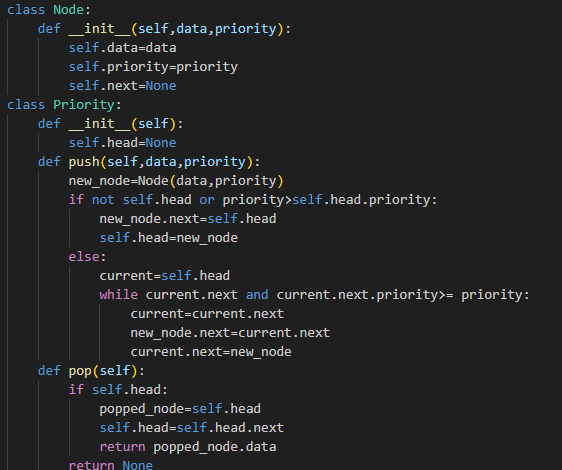 class Node:
    def __init__(self,data,priority):
        self.data=data
        self.priority=priority
        self.next=None
class Priority:
    def __init__(self):
        self.head=None
    def push(self,data,priority):
        new_node=Node(data,priority)
        if not self.head or priority>self.head.priority:
            new_node.next=self.head
            self.head=new_node
        else:
            current=self.head
            while current.next and current.next.priority>= priority:
                current=current.next
                new_node.next=current.next
                current.next=new_node
    def pop(self):
        if self.head:
            popped_node=self.head
            self.head=self.head.next
            return popped_node.data
        return None